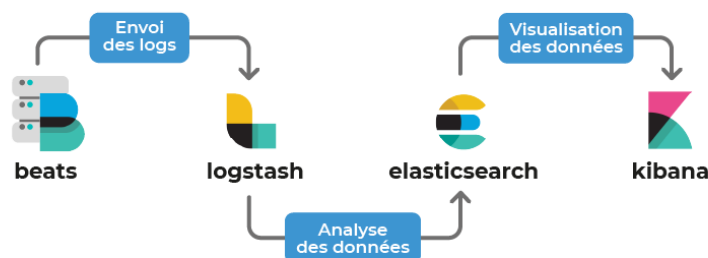 Envoi
des logs
Visualisation
des données
beats
logstash
elasticsearch
kibana
Analyse
des données